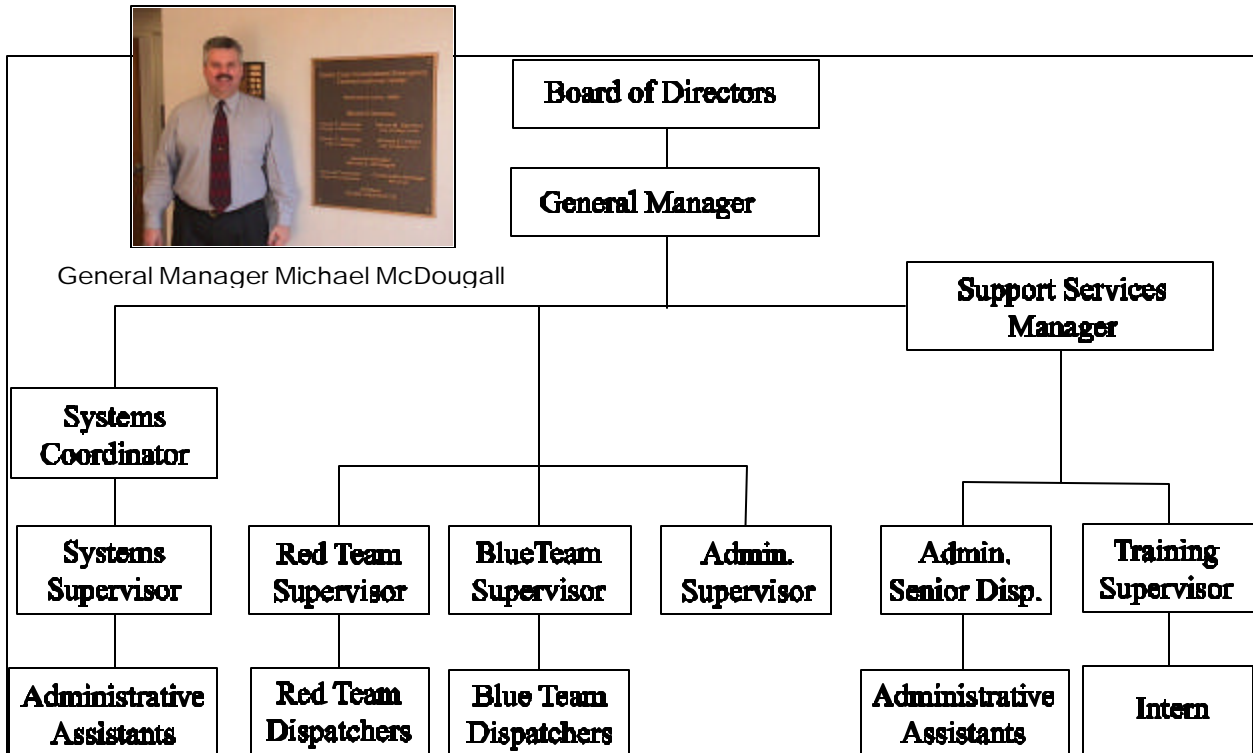 Board of Directors
General Manager
General Manager Michael McDougall
Support Services
Manager
Systems
Coordinator
Systems
Supervisor
Red Team
Supervisor
BlueTeam
Supervisor
Admin.
Supervisor
Admin.
Senior Disp.
Training
Supervisor
Administrative
Assistants
Red Team
Dispatchers
Blue Team
Dispatchers
Administrative
Assistants
Intern